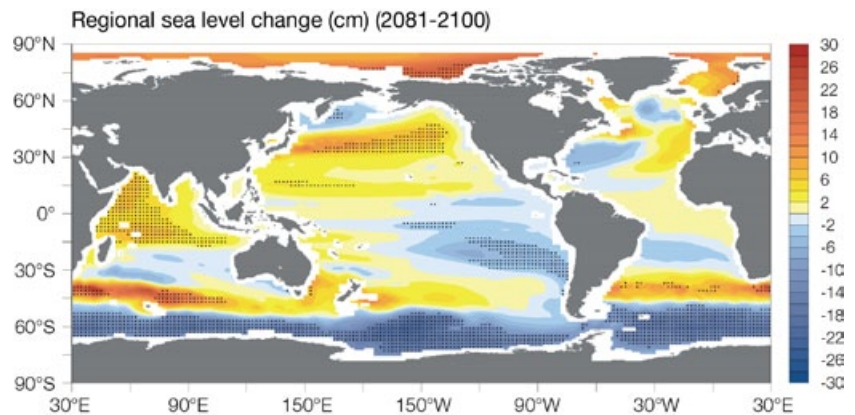 Regional sea level change (cm) (2081-2100)
90°N
60°N
30°N
0°
30°S
60°S
90°S
30°E 90°E 150°E 150°W 90°W 30°W 30°E
30
26
22
18
14
10
6
2
-2
-6
-10
-14
-18
-22
-26
-30